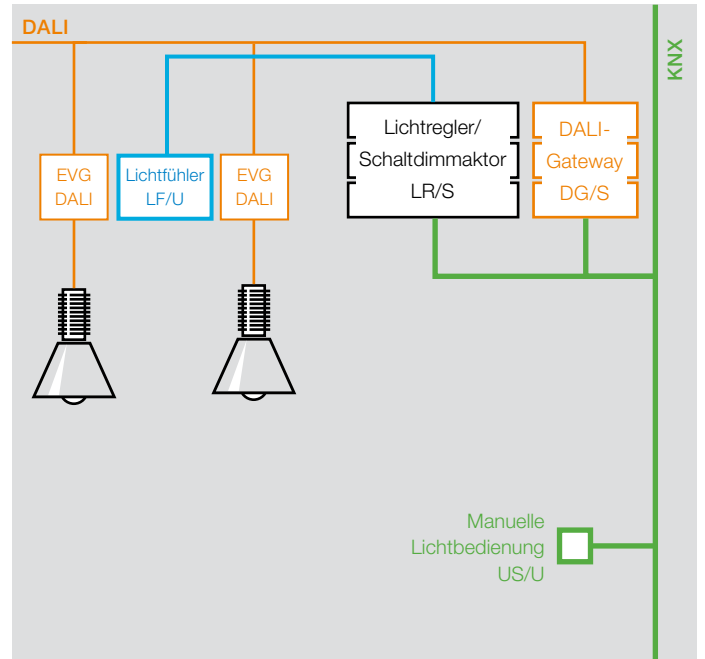 DALI
KNX
EVG
DALI
Lichtfühler
LF/U
EVG
DALI
Lichtregler/
Schaltdimmaktor
LR/S
DALI-
Gateway
DG/S
Manuelle
Lichtbedienung
US/U